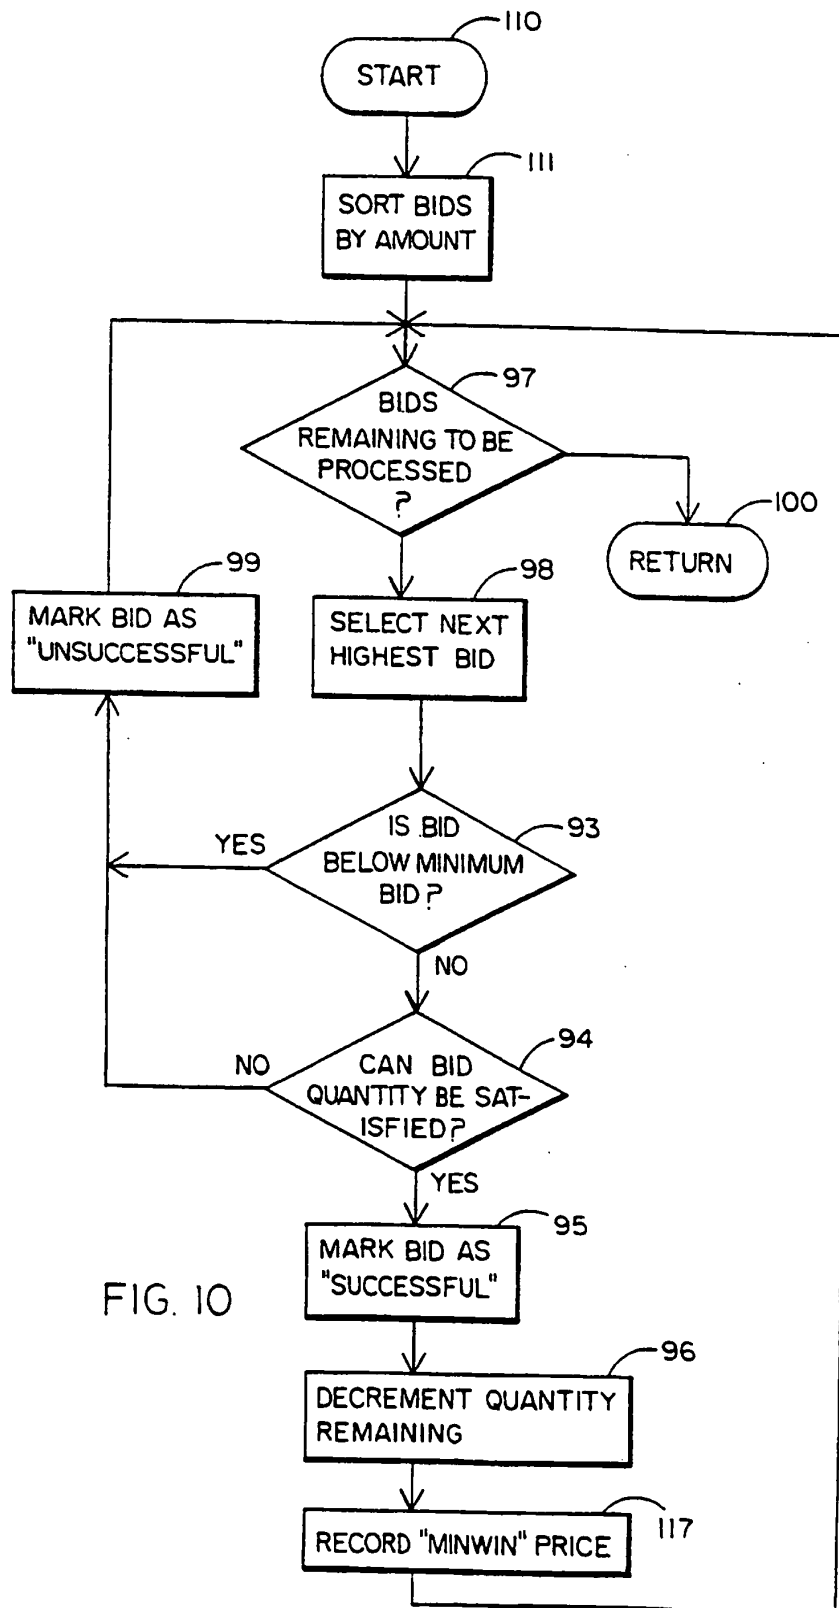 110
START
111
SORT BIDS
BY AMOUNT
97
BIDS
REMAINING TO BE
PROCESSED
?
100
RETURN
99
MARK BID AS
"UNSUCCESSFUL"
98
SELECT NEXT
HIGHEST BID
93
YES
IS BID
BELOW MINIMUM
BID?
NO
94
NO
CAN BID
QUANTITY BE SAT-
ISFIED?
YES
95
MARK BID AS
"SUCCESSFUL"
FIG. 10
96
DECREMENT QUANTITY
REMAINING
117
RECORD "MINWIN" PRICE